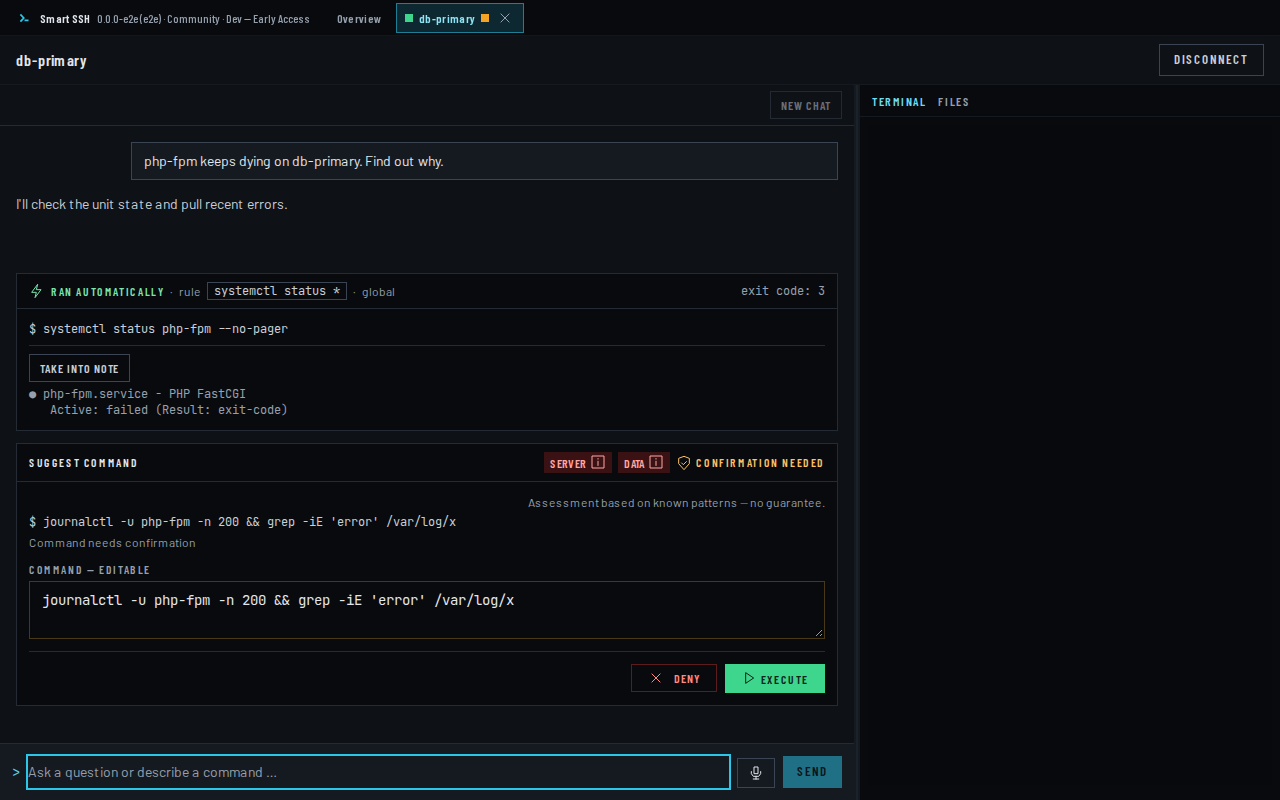 Smart SSH 0.0.0-e2e(e2e) · Community · Dev — Early Access Overview db-primary
db-primary DISCONNECT
NEW CHAT TERMINAL FILES
php-fpm keeps dying on db-primary. Find out why.
I'll check the unit state and pull recent errors.
RAN AUTOMATICALLY · rule systemctl status * · global exit code: 3
$ systemctl status php-fpm --no-pager
TAKE INTO NOTE
● php-fpm.service - PHP FastCGI
Active: failed (Result: exit-code)
SUGGEST COMMAND SERVER DATA CONFIRMATION NEEDED
Assessment based on known patterns — no guarantee.
$ journalctl -u php-fpm -n 200 && grep -iE 'error' /var/log/x
Command needs confirmation
COMMAND — EDITABLE
journalctl -u php-fpm -n 200 && grep -iE 'error' /var/log/x
DENY EXECUTE
> Ask a question or describe a command ... SEND